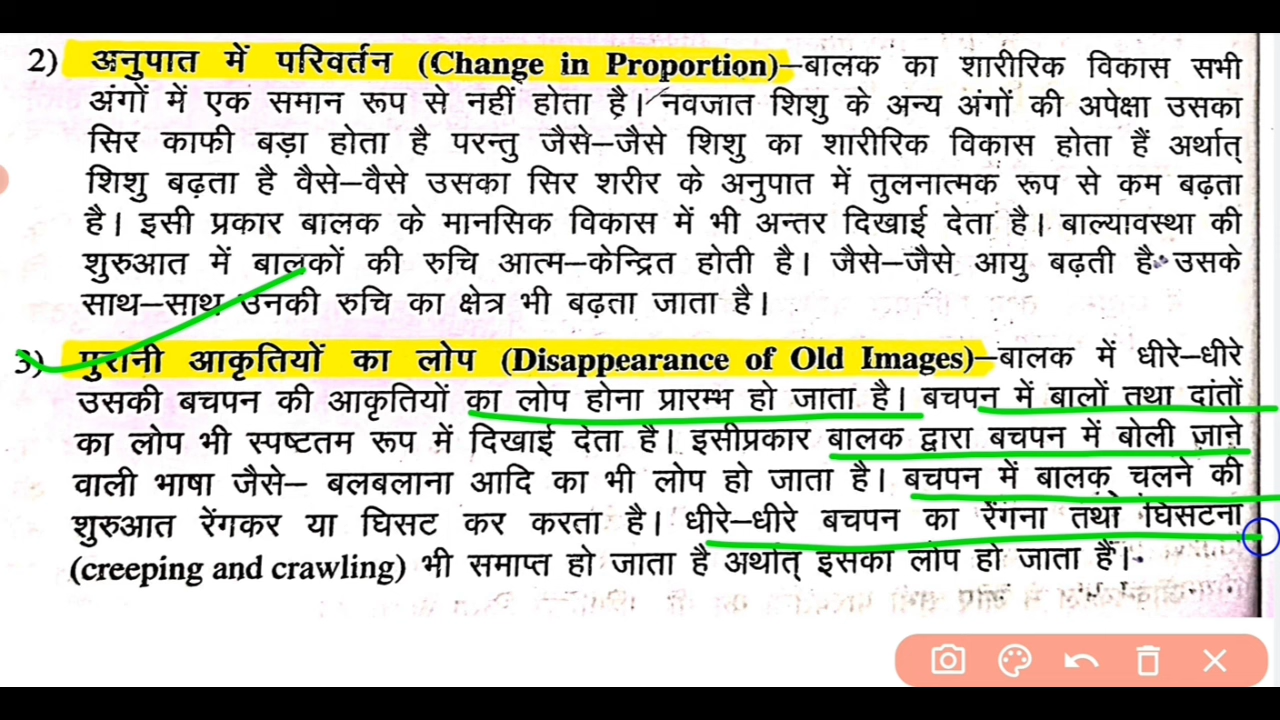 2) अनुपात में परिवर्तन (Change in Proportion)–बालक का शारीरिक विकास सभी
अंगों में एक समान रूप से नहीं होता है। नवजात शिशु के अन्य अंगों की अपेक्षा उसका
सिर काफी बड़ा होता है परन्तु जैसे–जैसे शिशु का शारीरिक विकास होता हैं अर्थात्
शिशु बढ़ता है वैसे–वैसे उसका सिर शरीर के अनुपात में तुलनात्मक रूप से कम बढ़ता
है। इसी प्रकार बालक के मानसिक विकास में भी अन्तर दिखाई देता है। बाल्यावस्था की
शुरुआत में बालकों की रुचि आत्म–केन्द्रित होती है। जैसे–जैसे आयु बढ़ती है उसके
साथ–साथ उनकी रुचि का क्षेत्र भी बढ़ता जाता है।
3) पुरानी आकृतियों का लोप (Disappearance of Old Images)–बालक में धीरे–धीरे
उसकी बचपन की आकृतियों का लोप होना प्रारम्भ हो जाता है। बचपन में बालों तथा दांतों
का लोप भी स्पष्टतम रूप में दिखाई देता है। इसीप्रकार बालक द्वारा बचपन में बोली जाने
वाली भाषा जैसे– बलबलाना आदि का भी लोप हो जाता है। बचपन में बालक चलने की
शुरुआत रेंगकर या घिसट कर करता है। धीरे–धीरे बचपन का रेंगना तथा घिसटना
(creeping and crawling) भी समाप्त हो जाता है अर्थात् इसका लोप हो जाता हैं।